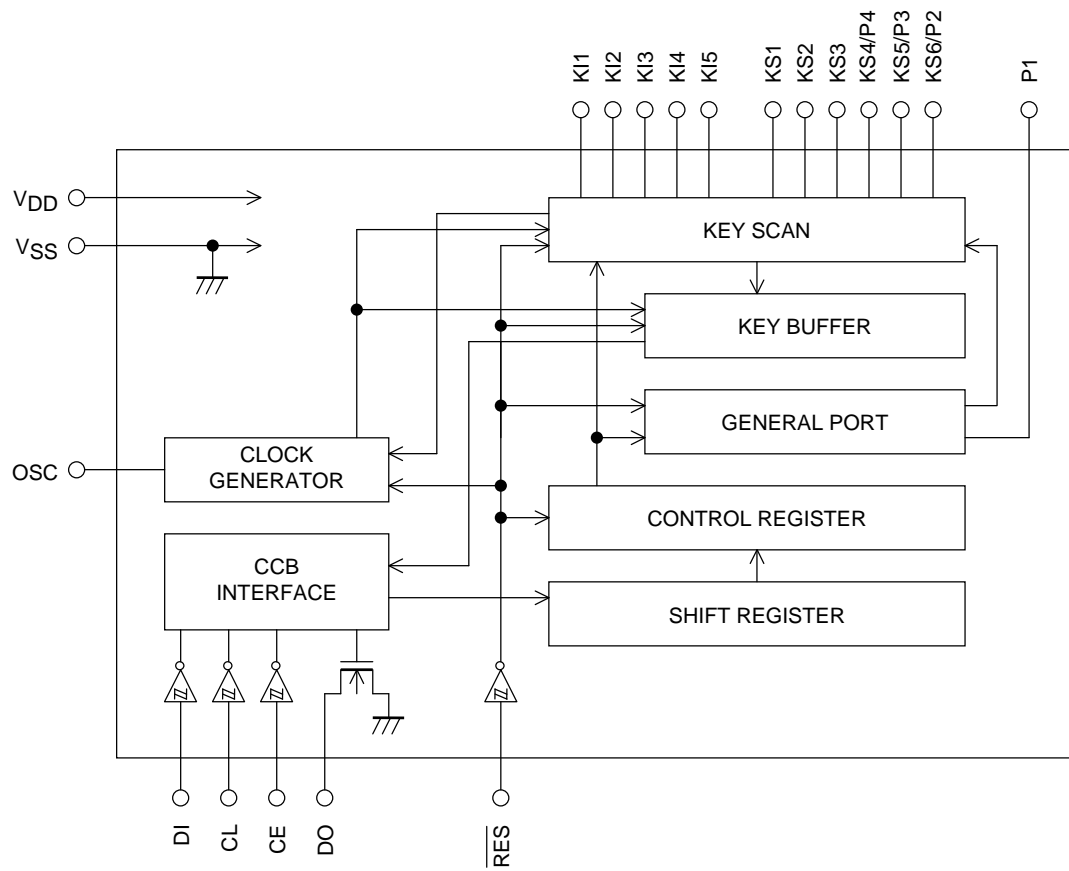 KI1
KI2
KI3
KI4
KI5
KS1
KS2
KS3
KS4/P4
KS5/P3
KS6/P2
P1
VDD
VSS
KEY SCAN
KEY BUFFER
GENERAL PORT
OSC
CLOCK
GENERATOR
CONTROL REGISTER
CCB
INTERFACE
SHIFT REGISTER
DI
CL
CE
DO
RES